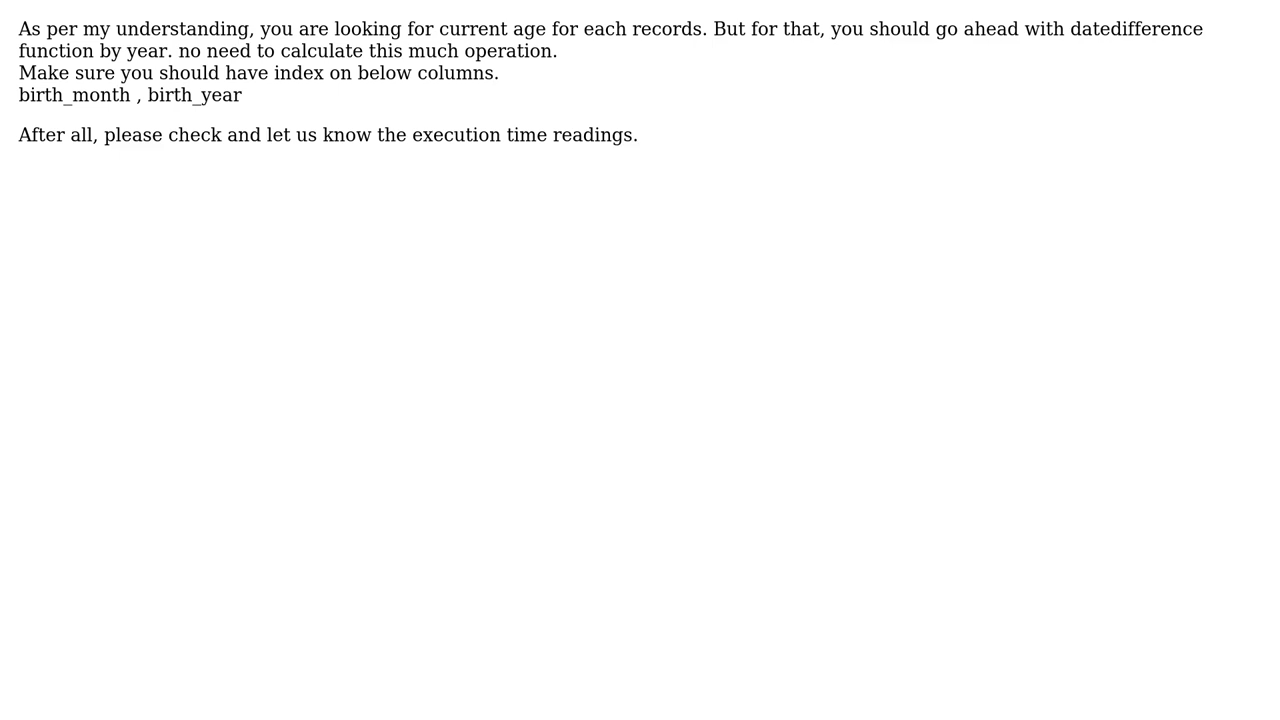 As per my understanding, you are looking for current age for each records. But for that, you should go ahead with datedifference
function by year. no need to calculate this much operation.
Make sure you should have index on below columns.
birth_month , birth_year
After all, please check and let us know the execution time readings.